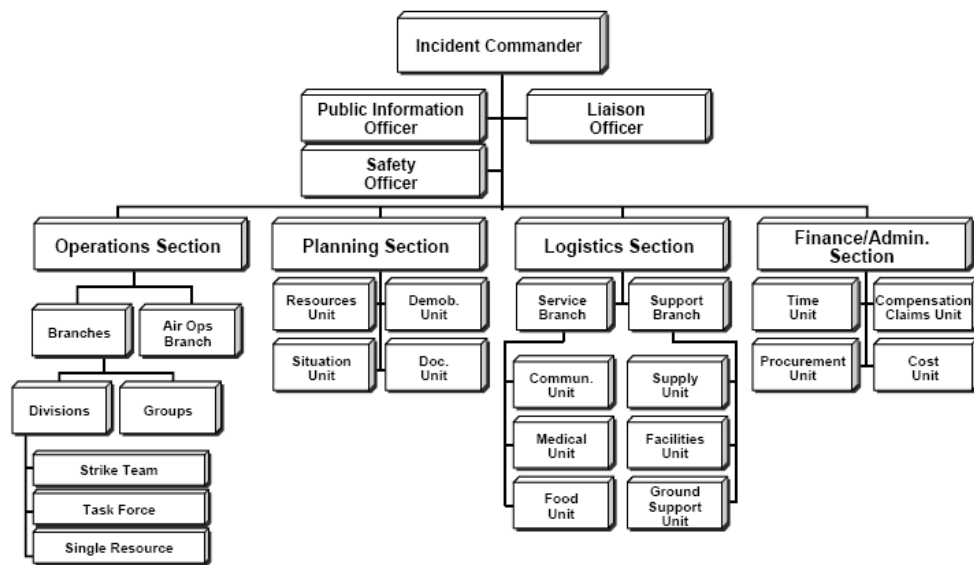 Incident Commander
Public Information
Officer
Liaison
Officer
Safety
Officer
Operations Section
Planning Section
Logistics Section
Finance/Admin.
Section
Branches
Air Ops
Branch
Resources
Unit
Demob.
Unit
Service
Branch
Support
Branch
Time
Unit
Compensation
Claims Unit
Situation
Unit
Doc.
Unit
Procurement
Unit
Cost
Unit
Divisions
Groups
Commun.
Unit
Supply
Unit
Strike Team
Medical
Unit
Facilities
Unit
Task Force
Food
Unit
Ground
Support
Unit
Single Resource